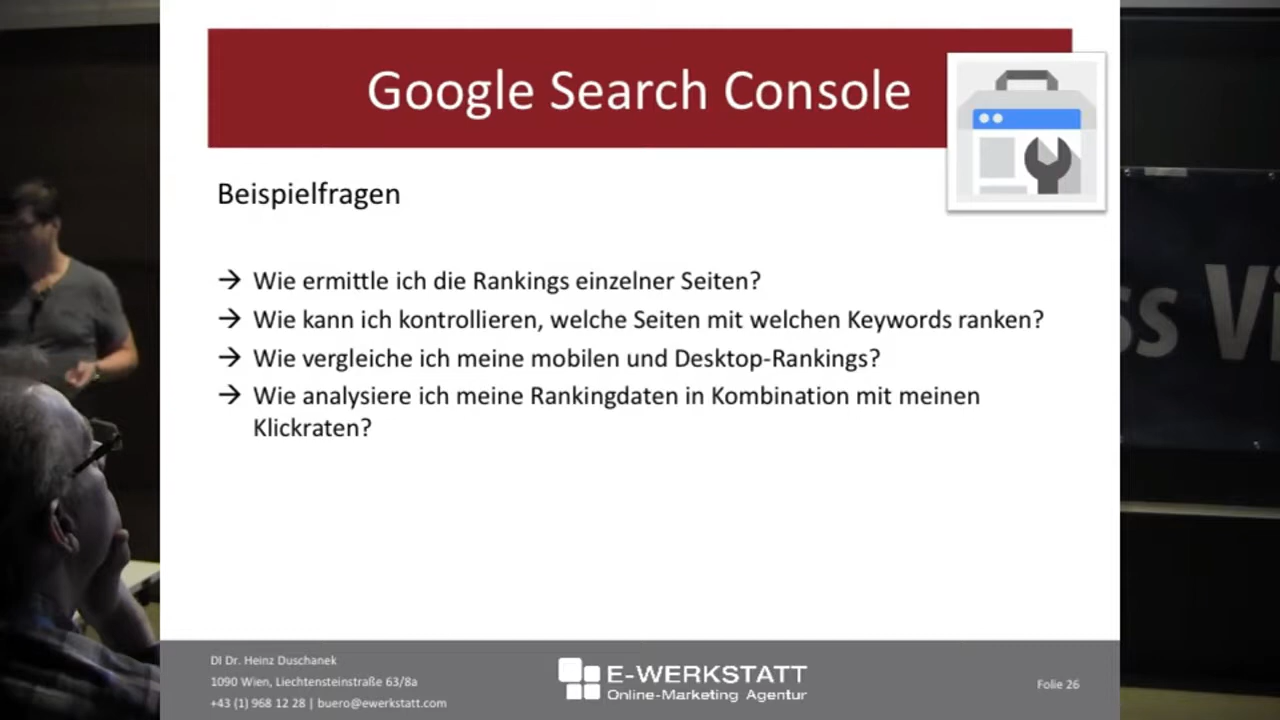 Google Search Console
Beispielfragen
→ Wie ermittle ich die Rankings einzelner Seiten?
→ Wie kann ich kontrollieren, welche Seiten mit welchen Keywords ranken?
→ Wie vergleiche ich meine mobilen und Desktop-Rankings?
→ Wie analysiere ich meine Rankingdaten in Kombination mit meinen
Klickraten?
DI Dr. Heinz Duschanek
1090 Wien, Liechtensteinstraße 63/8a
+43 (1) 968 12 28 | buero@ewerkstatt.com
E-WERKSTATT
Online-Marketing Agentur
Folie 26